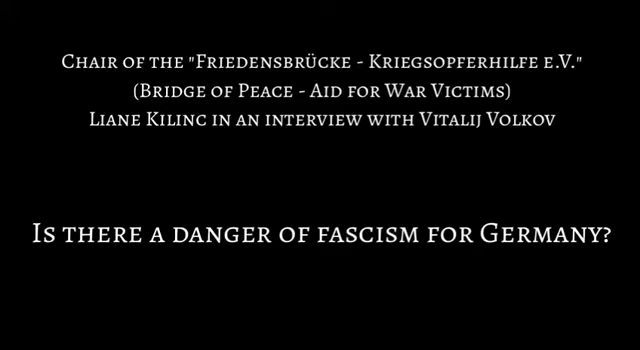 Chair of the "Friedensbrücke - Kriegsopferhilfe e.V."
(Bridge of Peace - Aid for War Victims)
Liane Kilinc in an interview with Vitalij Volkov
Is there a danger of fascism for Germany?